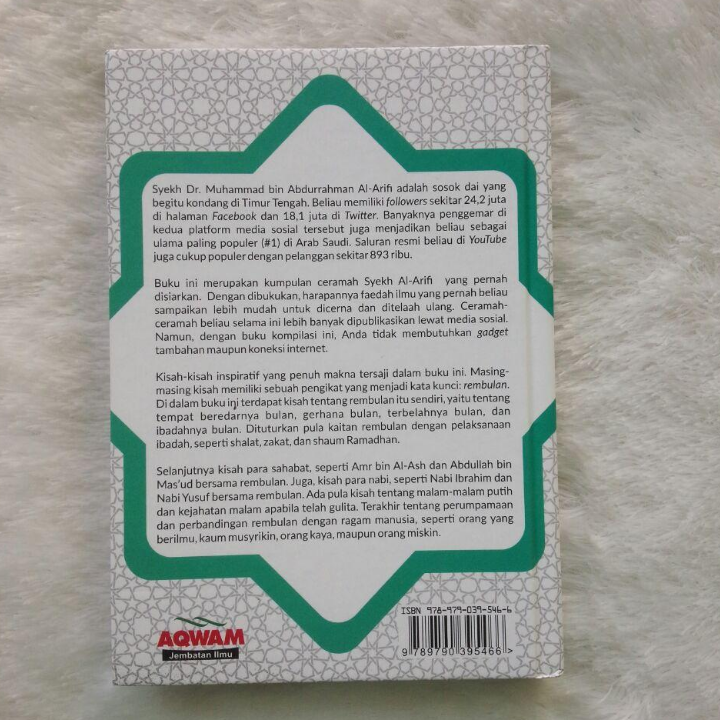 Syekh Dr. Muhammad bin Abdurrahman Al-Arifi adalah sosok dai yang
begitu kondang di Timur Tengah. Beliau memiliki followers sekitar 24,2 juta
di halaman Facebook dan 18,1 juta di Twitter. Banyaknya penggemar di
kedua platform media sosial tersebut juga menjadikan beliau sebagai
ulama paling populer (#1) di Arab Saudi. Saluran resmi beliau di YouTube
juga cukup populer dengan pelanggan sekitar 893 ribu.
Buku ini merupakan kumpulan ceramah Syekh Al-Arifi yang pernah
disiarkan. Dengan dibukukan, harapannya faedah ilmu yang pernah beliau
sampaikan lebih mudah untuk dicerna dan ditelaah ulang. Ceramah-
ceramah beliau selama ini lebih banyak dipublikasikan lewat media sosial.
Namun, dengan buku kompilasi ini, Anda tidak membutuhkan gadget
tambahan maupun koneksi internet.
Kisah-kisah inspiratif yang penuh makna tersaji dalam buku ini. Masing-
masing kisah memiliki sebuah pengikat yang menjadi kata kunci: rembulan.
Di dalam buku ini terdapat kisah tentang rembulan itu sendiri, yaitu tentang
tempat beredarnya bulan, gerhana bulan, terbelahnya bulan, dan
ibadahnya bulan. Dituturkan pula kaitan rembulan dengan pelaksanaan
ibadah, seperti shalat, zakat, dan shaum Ramadhan.
Selanjutnya kisah para sahabat, seperti Amr bin Al-Ash dan Abdullah bin
Mas'ud bersama rembulan. Juga, kisah para nabi, seperti Nabi Ibrahim dan
Nabi Yusuf bersama rembulan. Ada pula kisah tentang malam-malam putih
dan kejahatan malam apabila telah gulita. Terakhir tentang perumpamaan
dan perbandingan rembulan dengan ragam manusia, seperti orang yang
berilmu, kaum musyrikin, orang kaya, maupun orang miskin.
AQWAM
Jembatan Ilmu
ISBN 978-979-039-546-6
9 789790 395466 >